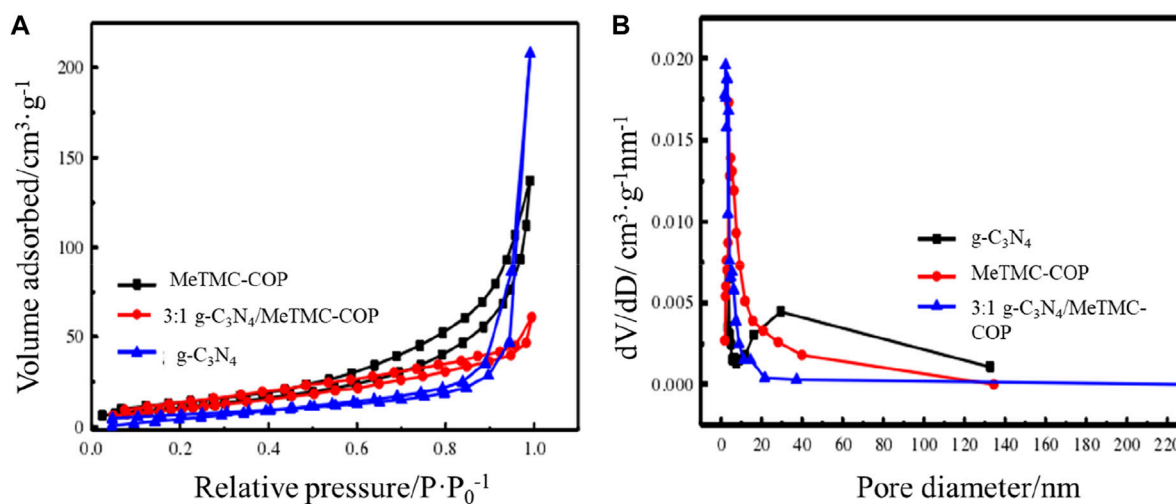 A
Volume adsorbed/cm³·g⁻¹
200
150
100
50
0
MeTMC-COP
3:1 g-C₃N₄/MeTMC-COP
g-C₃N₄
0.0 0.2 0.4 0.6 0.8 1.0
Relative pressure/P·P₀⁻¹
B
dV/dD/ cm³·g⁻¹nm⁻¹
0.020
0.015
0.010
0.005
0.000
g-C₃N₄
MeTMC-COP
3:1 g-C₃N₄/MeTMC-
COP
0 20 40 60 80 100 120 140 160 180 200 220
Pore diameter/nm